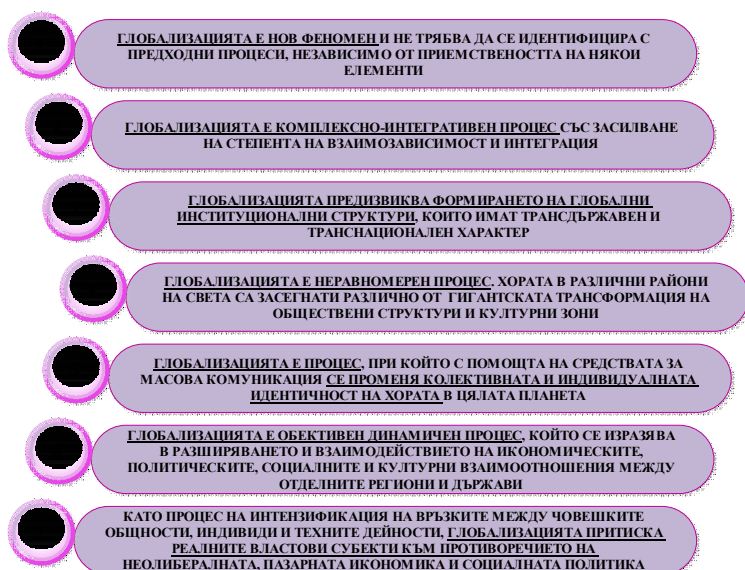 ГЛОБАЛИЗАЦИЯТА Е НОВ ФЕНОМЕН И НЕ ТРЯБВА ДА СЕ ИДЕНТИФИЦИРА С
ПРЕДХОДНИ ПРОЦЕСИ, НЕЗАВИСИМО ОТ ПРИЕМСТВЕНОСТТА НА НЯКОИ
ЕЛЕМЕНТИ
ГЛОБАЛИЗАЦИЯТА Е КОМПЛЕКСНО-ИНТЕГРАТИВЕН ПРОЦЕС СЪС ЗАСИЛВАНЕ
НА СТЕПЕНТА НА ВЗАИМОЗАВИСИМОСТ И ИНТЕГРАЦИЯ
ГЛОБАЛИЗАЦИЯТА ПРЕДИЗВИКВА ФОРМИРАНЕТО НА ГЛОБАЛНИ
ИНСТИТУЦИОНАЛНИ СТРУКТУРИ, КОИТО ИМАТ ТРАНСДЪРЖАВЕН И
ТРАНСНАЦИОНАЛЕН ХАРАКТЕР
ГЛОБАЛИЗАЦИЯТА Е НЕРАВНОМЕРЕН ПРОЦЕС. ХОРАТА В РАЗЛИЧНИ РАЙОНИ
НА СВЕТА СА ЗАСЕГНАТИ РАЗЛИЧНО ОТ ГИГАНТСКАТА ТРАНСФОРМАЦИЯ НА
ОБЩЕСТВЕНИ СТРУКТУРИ И КУЛТУРНИ ЗОНИ
ГЛОБАЛИЗАЦИЯТА Е ПРОЦЕС, ПРИ КОЙТО С ПОМОЩТА НА СРЕДСТВАТА ЗА
МАСОВА КОМУНИКАЦИЯ СЕ ПРОМЕНЯ КОЛЕКТИВНАТА И ИНДИВИДУАЛНАТА
ИДЕНТИЧНОСТ НА ХОРАТА В ЦЯЛАТА ПЛАНЕТА
ГЛОБАЛИЗАЦИЯТА Е ОБЕКТИВЕН ДИНАМИЧЕН ПРОЦЕС, КОЙТО СЕ ИЗРАЗЯВА
В РАЗШИРЯВАНЕТО И ВЗАИМОДЕЙСТВИЕТО НА ИКОНОМИЧЕСКИТЕ,
ПОЛИТИЧЕСКИТЕ, СОЦИАЛНИТЕ И КУЛТУРНИ ВЗАИМООТНОШЕНИЯ МЕЖДУ
ОТДЕЛНИТЕ РЕГИОНИ И ДЪРЖАВИ
КАТО ПРОЦЕС НА ИНТЕНЗИФИКАЦИЯ НА ВРЪЗКИТЕ МЕЖДУ ЧОВЕШКИТЕ
ОБЩНОСТИ, ИНДИВИДИ И ТЕХНИТЕ ДЕЙНОСТИ, ГЛОБАЛИЗАЦИЯТА ПРИТИСКА
РЕАЛНИТЕ ВЛАСТОВИ СУБЕКТИ КЪМ ПРОТИВОРЕЧИЕТО НА
НЕОЛИБЕРАЛНАТА, ПАЗАРНАТА ИКОНОМИКА И СОЦИАЛНАТА ПОЛИТИКА